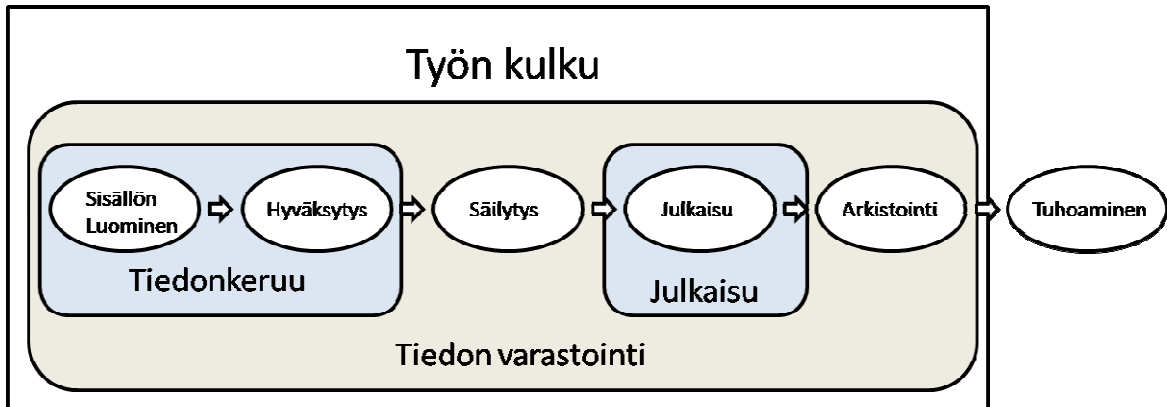 Työn kulku
Sisällön
Luominen
Hyväksytys
Säilytys
Julkaisu
Arkistointi
Tuhoaminen
Tiedonkeruu
Julkaisu
Tiedon varastointi